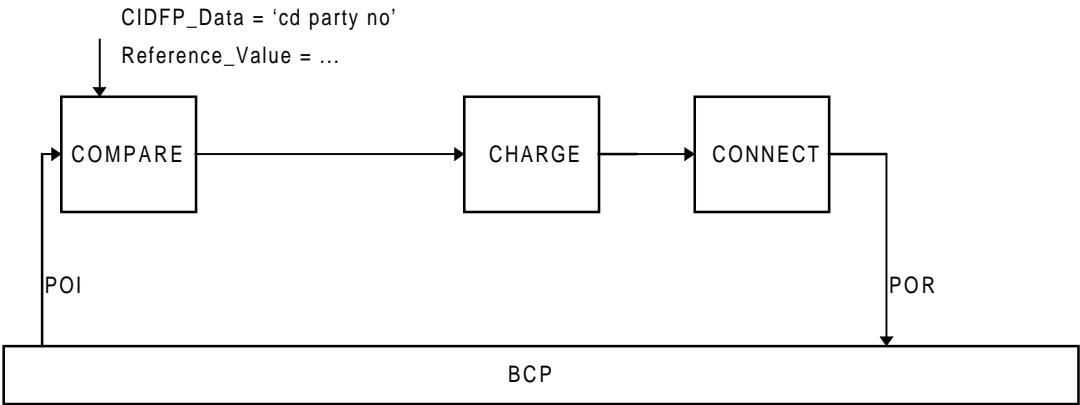 CIDFP_Data = ‘cd party no’
Reference_Value = ...
COMPARE
CHARGE
CONNECT
POI
POR
BCP